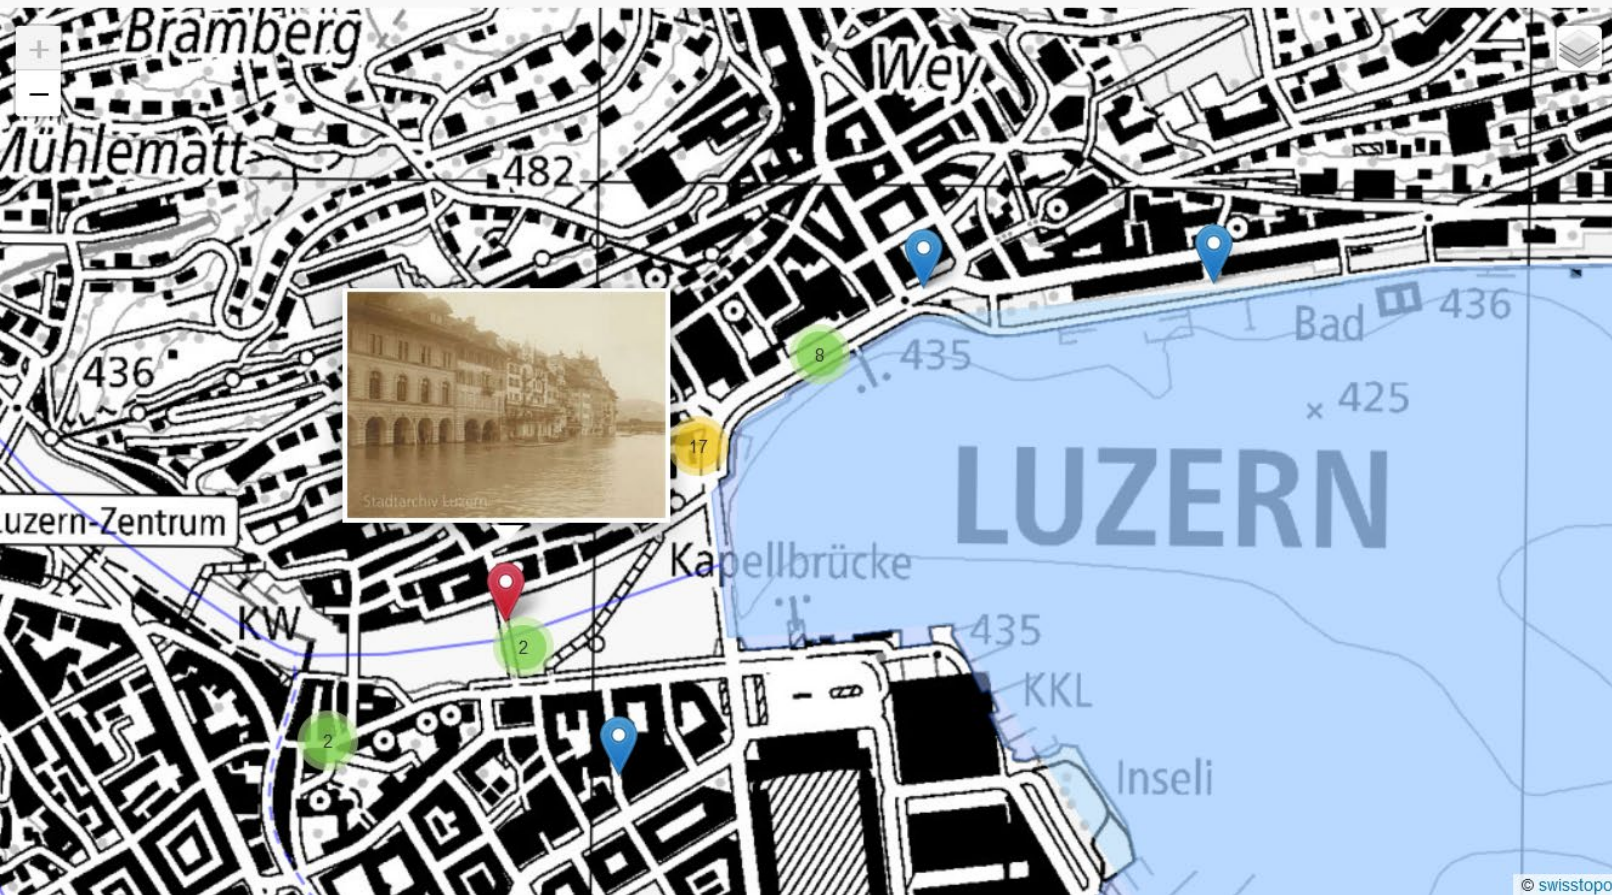 Bramberg
Wey
+
−
Mühlematt
482
Bad
436
435
436
425
8
17
LUZERN
Stadtarchiv Luzern
Luzern-Zentrum
Kapellbrücke
KW
435
2
KKL
2
Inseli
© swisstopo